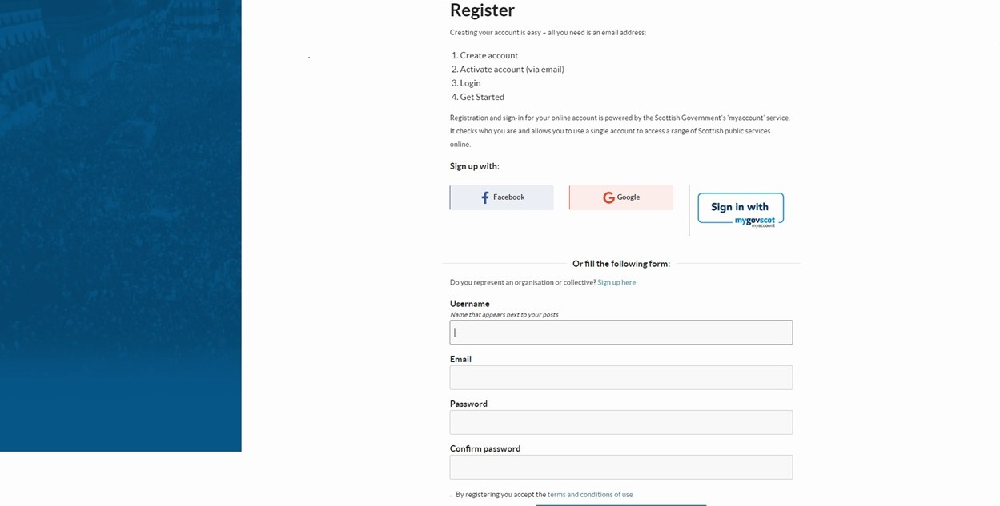 Register
Creating your account is easy – all you need is an email address:
1. Create account
2. Activate account (via email)
3. Login
4. Get Started
Registration and sign-in for your online account is powered by the Scottish Government's 'myaccount' service.
It checks who you are and allows you to use a single account to access a range of Scottish public services
online.
Sign up with:
Facebook
Google
Sign in with
mygovscot
myaccount
Or fill the following form:
Do you represent an organisation or collective? Sign up here
Username
Name that appears next to your posts
Email
Password
Confirm password
By registering you accept the terms and conditions of use